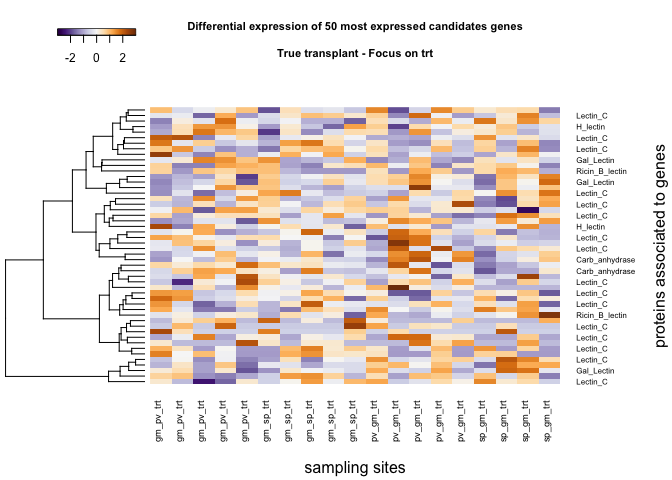 Differential expression of 50 most expressed candidates genes
True transplant - Focus on trt
-2 0 2
Lectin_C
H_lectin
Lectin_C
Lectin_C
Gal_Lectin
Ricin_B_lectin
Gal_Lectin
Lectin_C
Lectin_C
Lectin_C
H_lectin
Lectin_C
Lectin_C
Carb_anhydrase
Carb_anhydrase
Lectin_C
Lectin_C
Lectin_C
Ricin_B_lectin
Lectin_C
Lectin_C
Lectin_C
Lectin_C
Gal_Lectin
Lectin_C
proteins associated to genes
gm_pv_trt
gm_pv_trt
gm_pv_trt
gm_pv_trt
gm_pv_trt
gm_sp_trt
gm_sp_trt
gm_sp_trt
gm_sp_trt
gm_sp_trt
pv_gm_trt
pv_gm_trt
pv_gm_trt
pv_gm_trt
pv_gm_trt
sp_gm_trt
sp_gm_trt
sp_gm_trt
sp_gm_trt
sampling sites